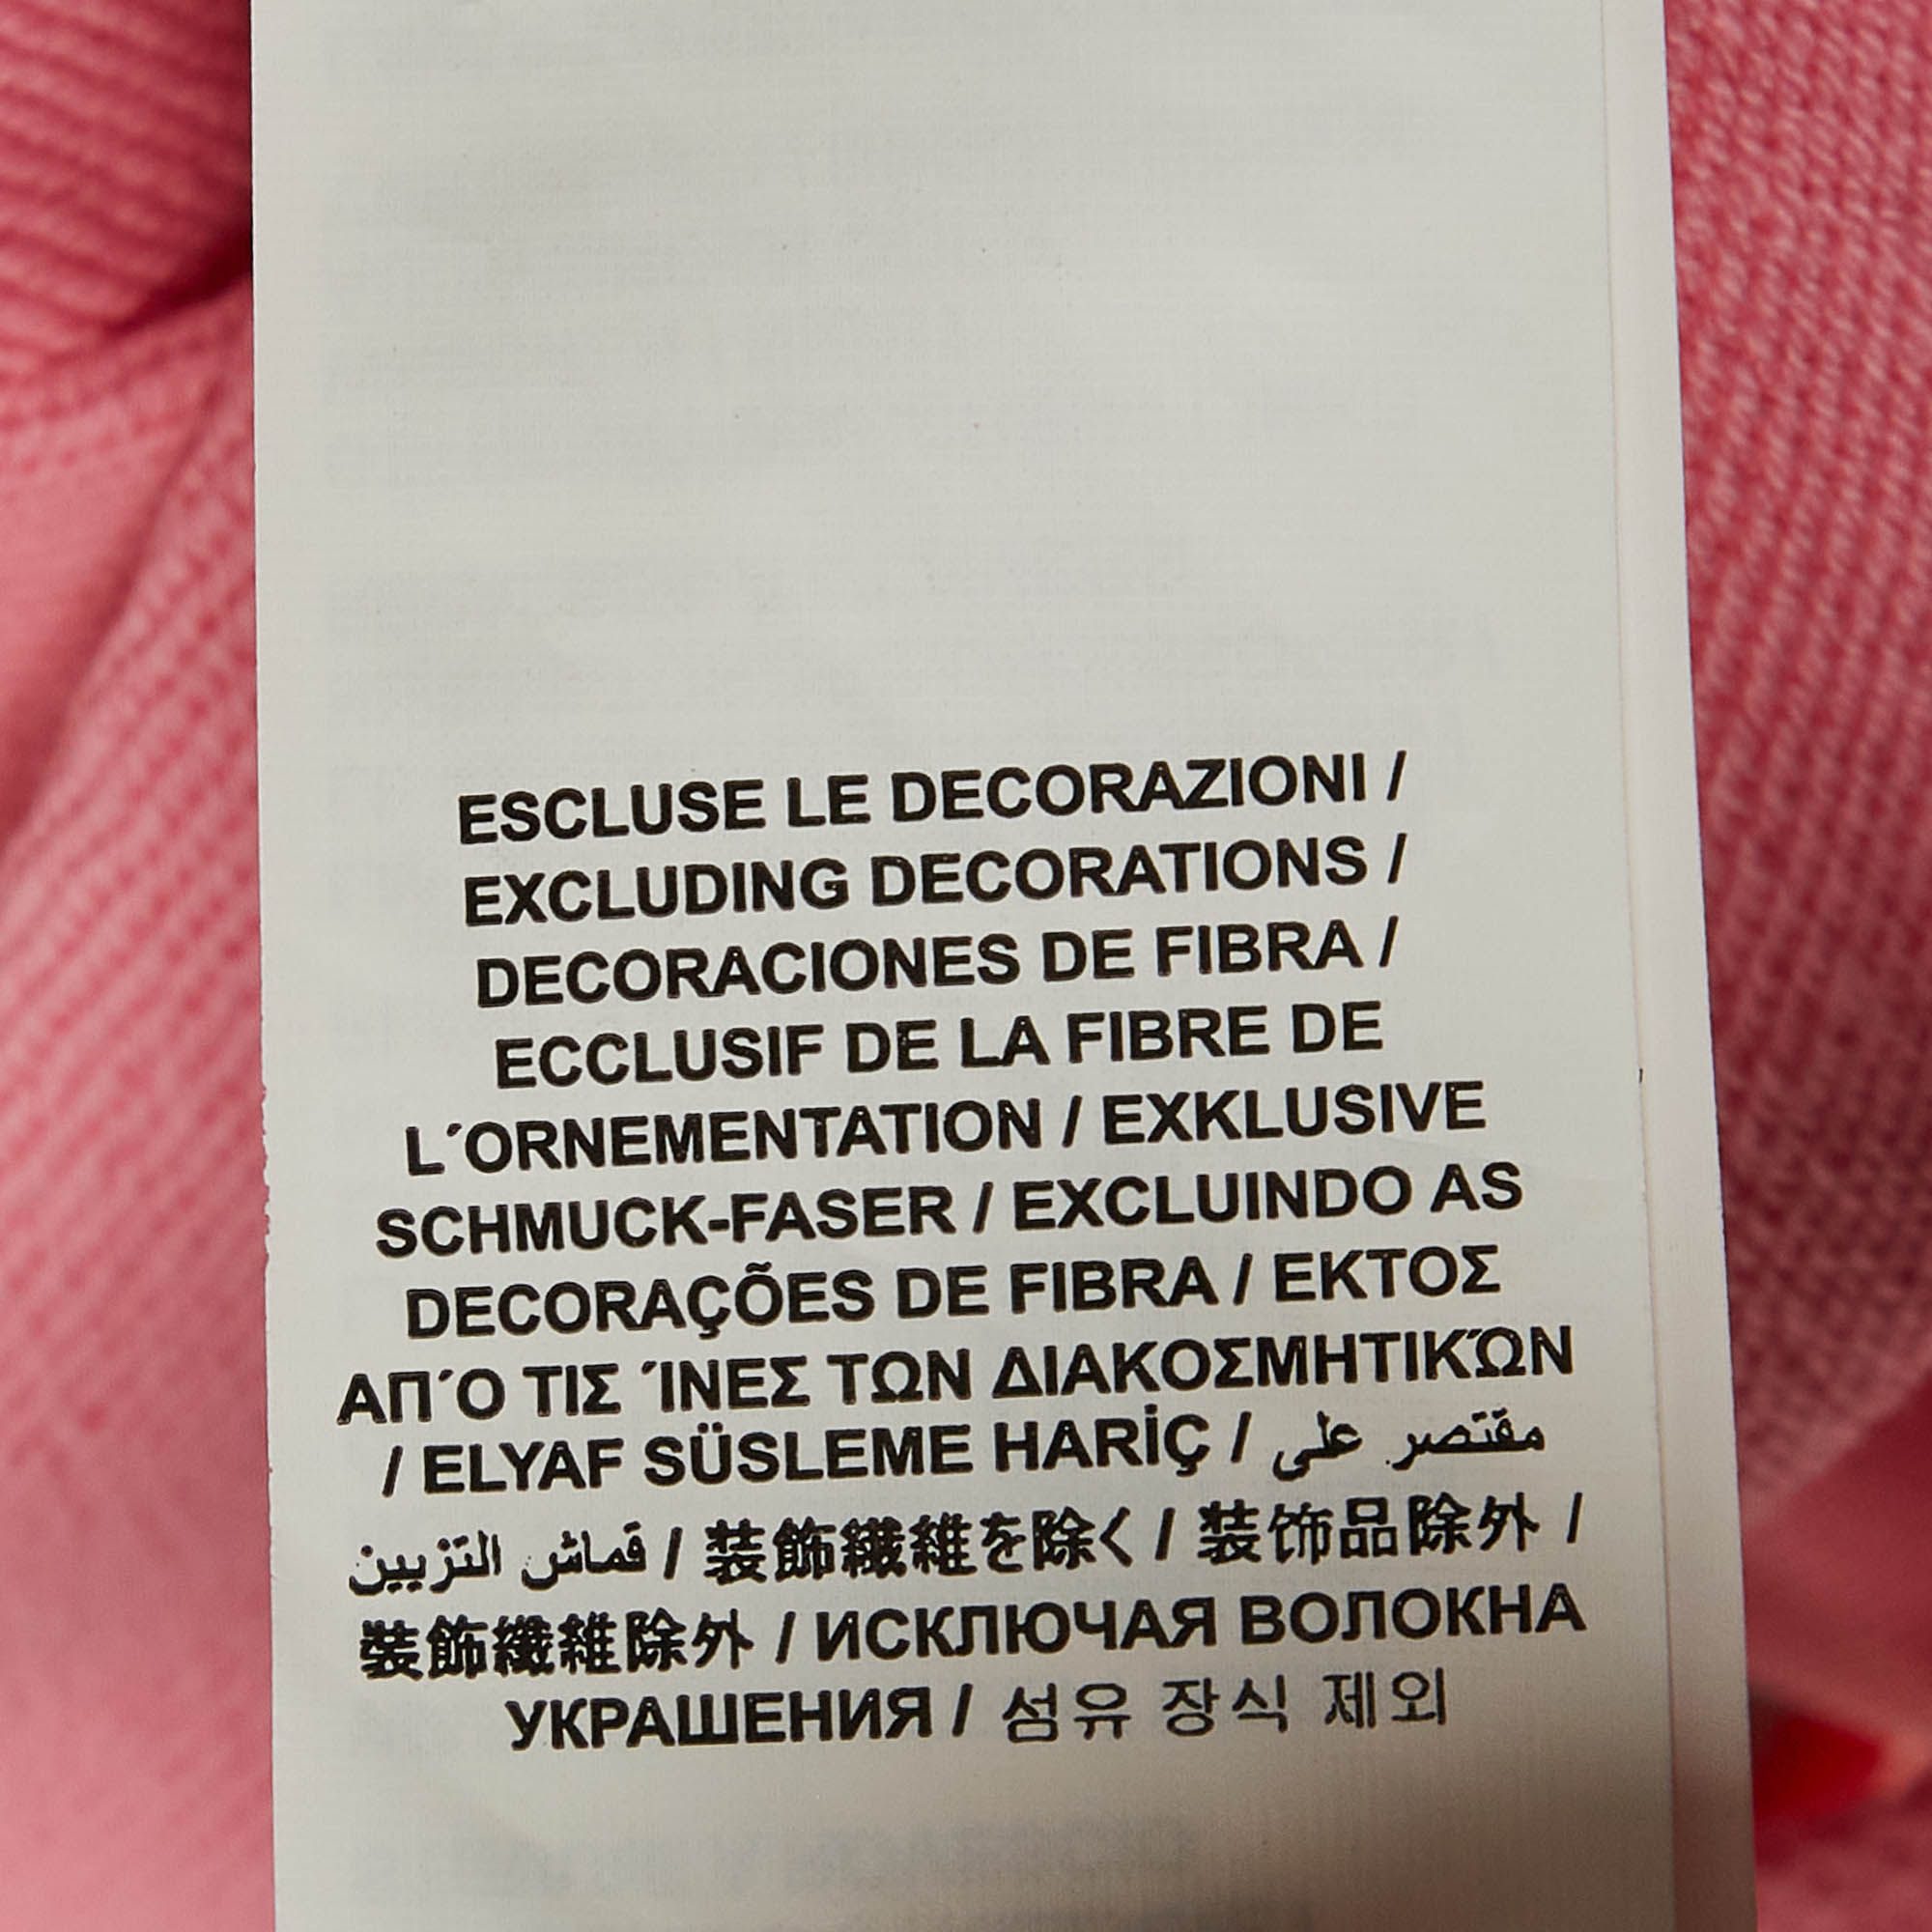 ESCLUSE LE DECORAZIONI /
EXCLUDING DECORATIONS /
DECORACIONES DE FIBRA /
ECCLUSIF DE LA FIBRE DE
L´ORNEMENTATION / EXKLUSIVE
SCHMUCK-FASER / EXCLUINDO AS
DECORAÇÕES DE FIBRA / ΕΚΤΟΣ
ΑΠ´Ο ΤΙΣ ΊΝΕΣ ΤΩΝ ΔΙΑΚΟΣΜΗΤΙΚΏΝ
/ ELYAF SÜSLEME HARİÇ / مقتصر على
قماش التزيين / 装飾繊維を除く / 装饰品除外 /
裝飾纖維除外 / ИСКЛЮЧАЯ ВОЛОКНА
УКРАШЕНИЯ / 섬유 장식 제외